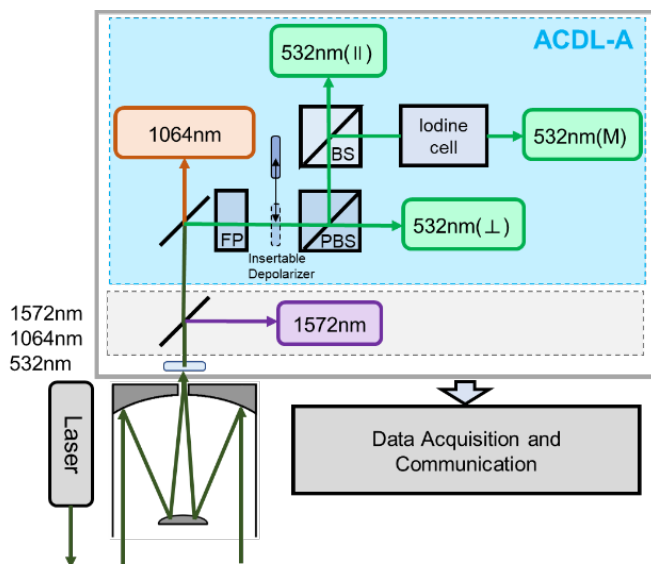 ACDL-A
532nm(॥)
1064nm
BS
Iodine
cell
532nm(M)
FP
PBS
532nm(⊥)
Insertable
Depolarizer
1572nm
1064nm
532nm
1572nm
Laser
Data Acquisition and
Communication